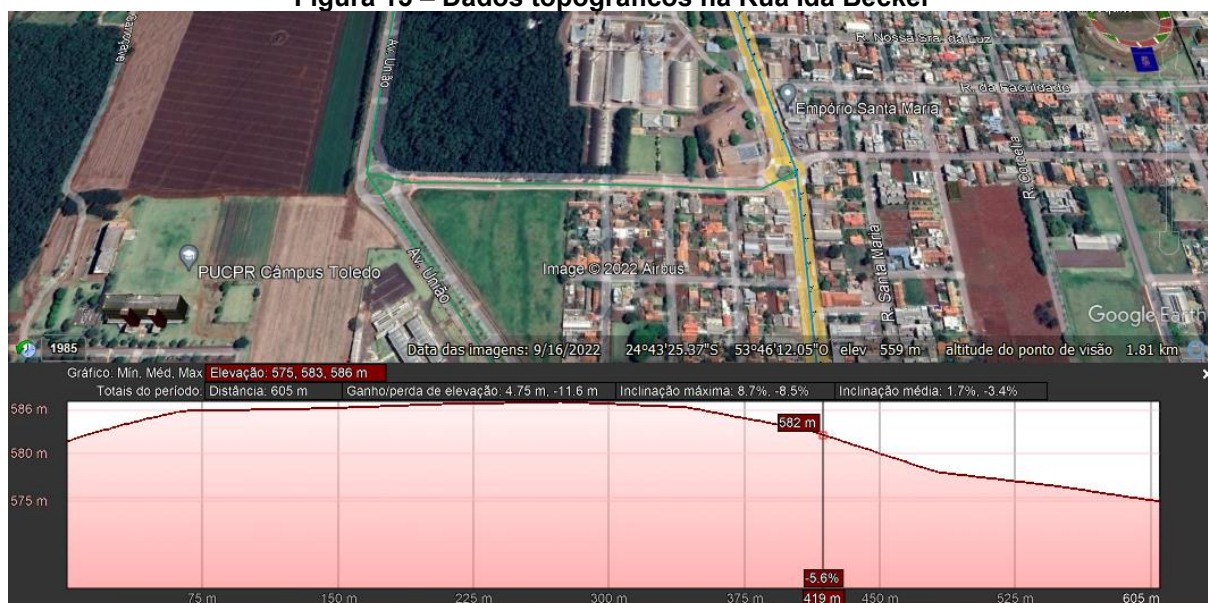 Figura 15 – Dados topográficos na Rua Ida Becker
Av. União
R. Nossa Sra. da Luz
R. da Faculdade
Empório Santa Maria
R. Corbélia
PUCPR Câmpus Toledo
Av. União
Image © 2022 Airbus
R. Santa Maria
Google Earth
1985
Data das imagens: 9/16/2022 24°43'25.37"S 53°46'12.05"O elev 559 m altitude do ponto de visão 1.81 km
Gráfico: Mín, Méd, Max Elevação: 575, 583, 586 m
Totais do período: Distância: 605 m Ganho/perda de elevação: 4.75 m, -11.6 m Inclinação máxima: 8.7%, -8.5% Inclinação média: 1.7%, -3.4%
586 m
582 m
580 m
575 m
-5.6%
75 m 150 m 225 m 300 m 375 m 419 m 450 m 525 m 605 m